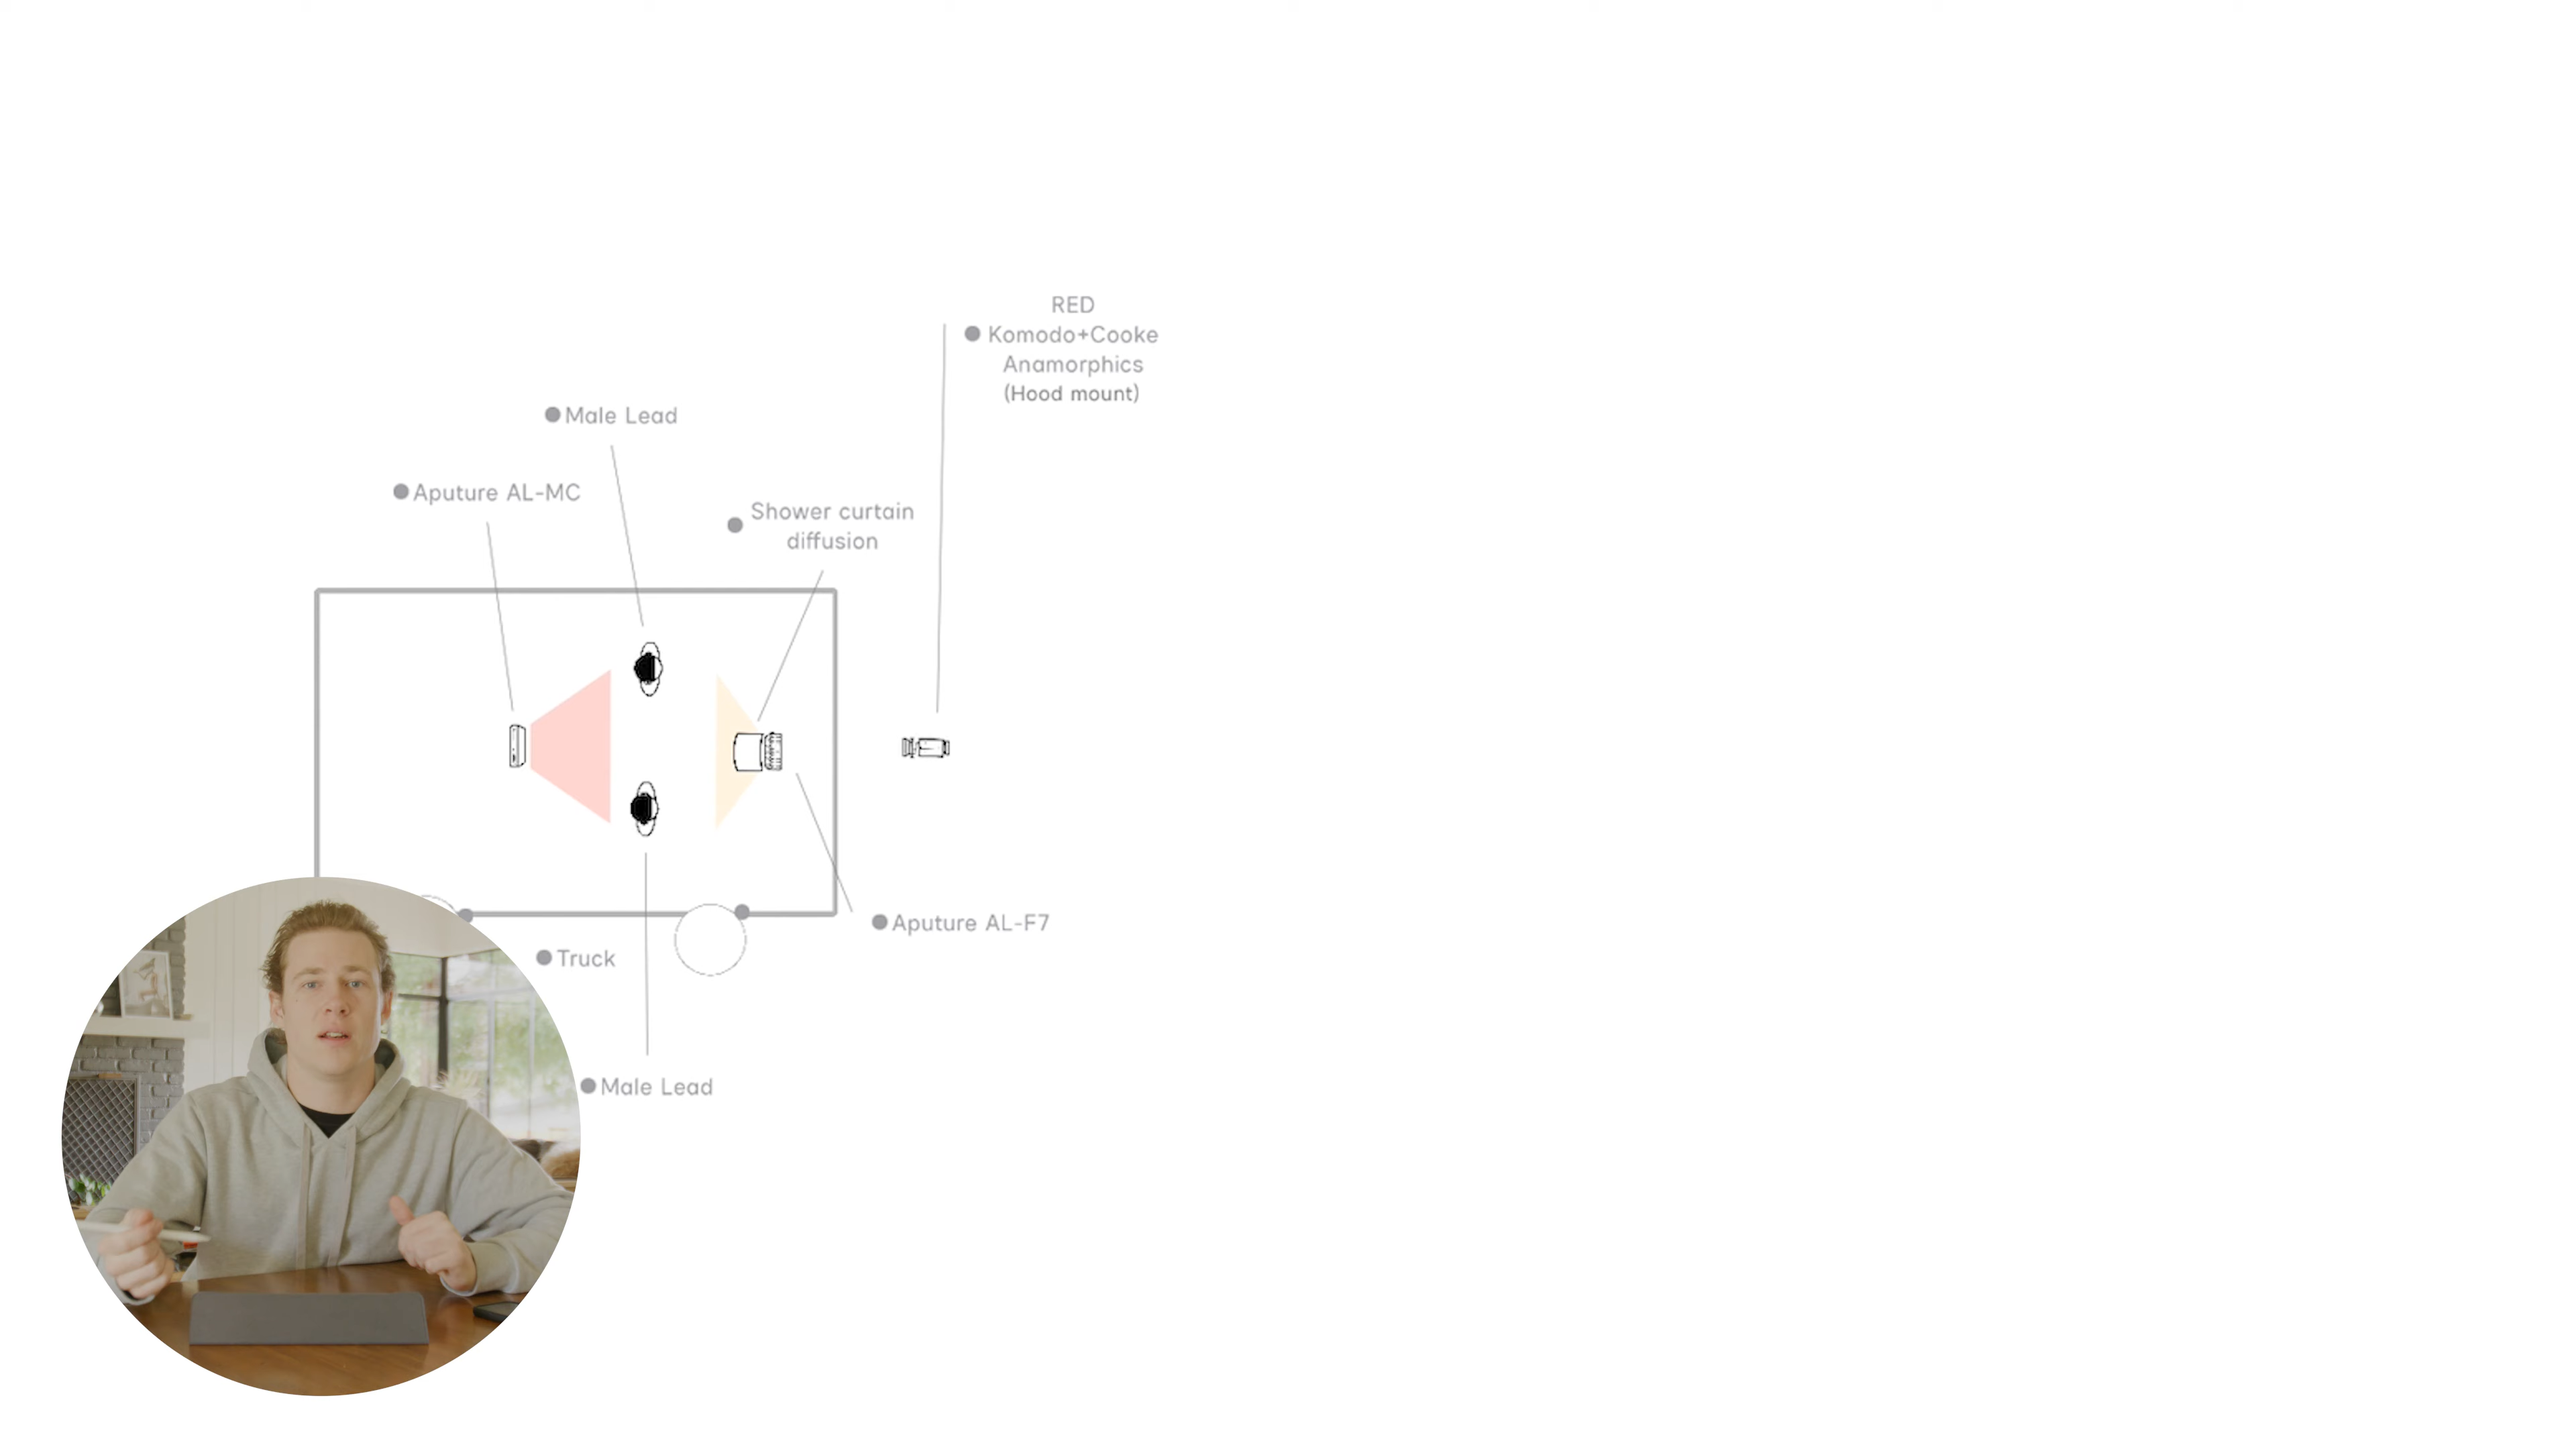 RED
Komodo+Cooke
Anamorphics
(Hood mount)
Male Lead
Aputure AL-MC
Shower curtain
diffusion
Aputure AL-F7
Truck
Male Lead